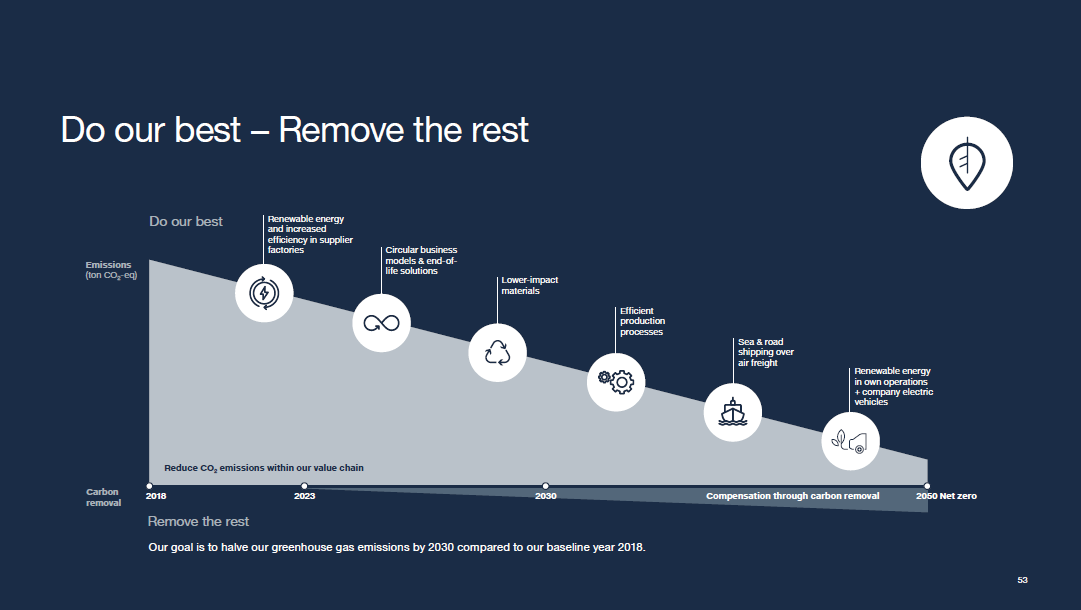 Do our best – Remove the rest
Do our best
Renewable energy
and increased
efficiency in supplier
factories
Circular business
models & end-of-
life solutions
Lower-impact
materials
Efficient
production
processes
Sea & road
shipping over
air freight
Renewable energy
in own operations
+ company electric
vehicles
Emissions
(ton CO₂-eq)
Reduce CO₂ emissions within our value chain
Carbon
removal
2018
2023
2030
Compensation through carbon removal
2050 Net zero
Remove the rest
Our goal is to halve our greenhouse gas emissions by 2030 compared to our baseline year 2018.
53